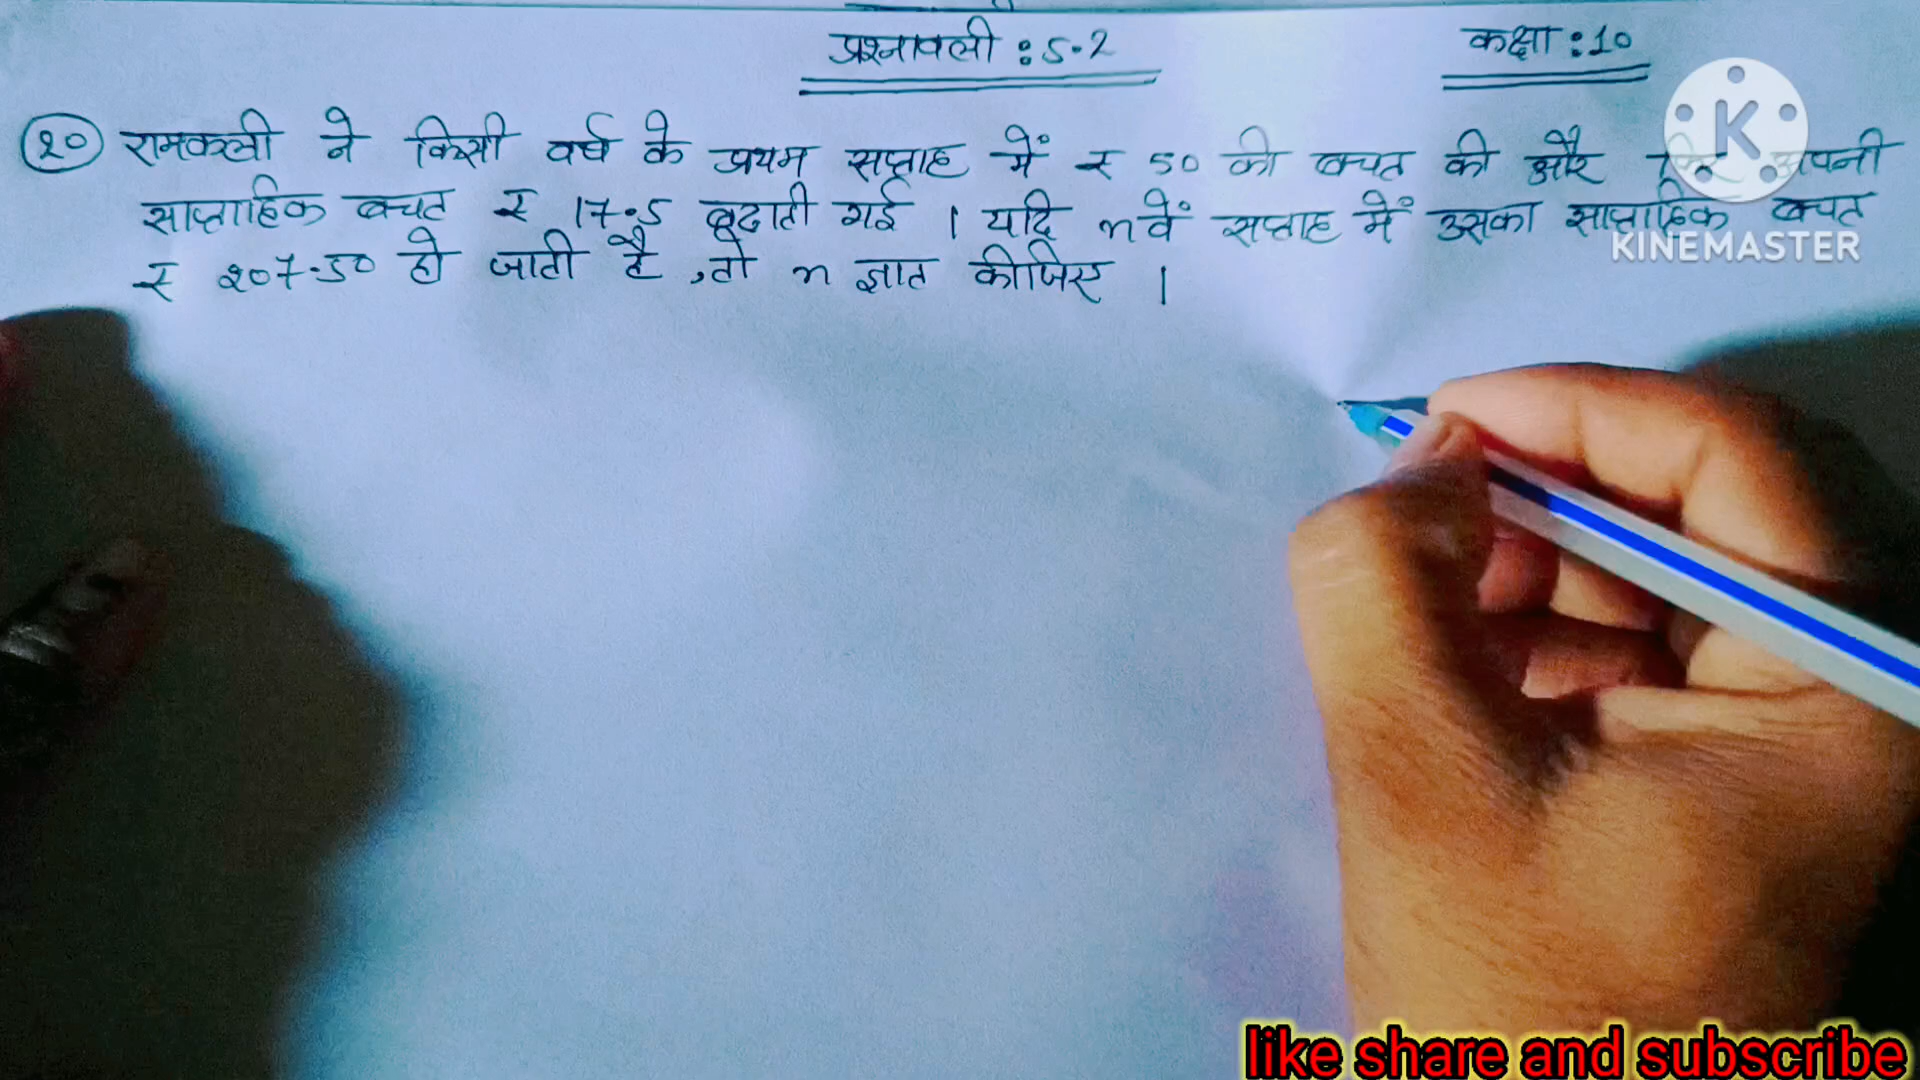 प्रश्नावली : 5.2
कक्षा : 10
20 रामकली ने किसी वर्ष के प्रथम सप्ताह में ₹ 50 की बचत की और अपनी
साप्ताहिक बचत ₹ 17.5 बढ़ाती गई । यदि n वें सप्ताह में उसका साप्ताहिक बचत
₹ 207.50 हो जाती है , तो n ज्ञात कीजिए ।
K
KINEMASTER
like share and subscribe